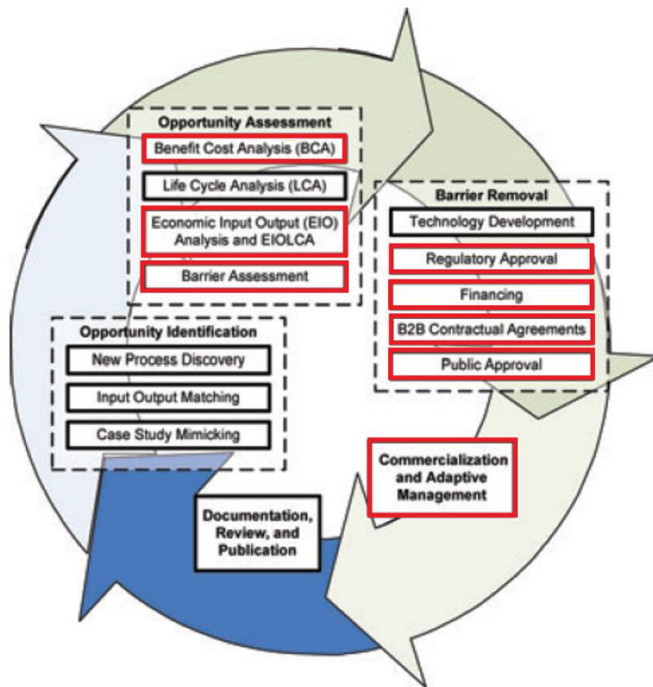 Opportunity Assessment
Benefit Cost Analysis (BCA)
Life Cycle Analysis (LCA)
Economic Input Output (EIO)
Analysis and EIOLCA
Barrier Assessment
Barrier Removal
Technology Development
Regulatory Approval
Financing
B2B Contractual Agreements
Public Approval
Opportunity Identification
New Process Discovery
Input Output Matching
Case Study Mimicking
Commercialization
and Adaptive
Management
Documentation,
Review, and
Publication